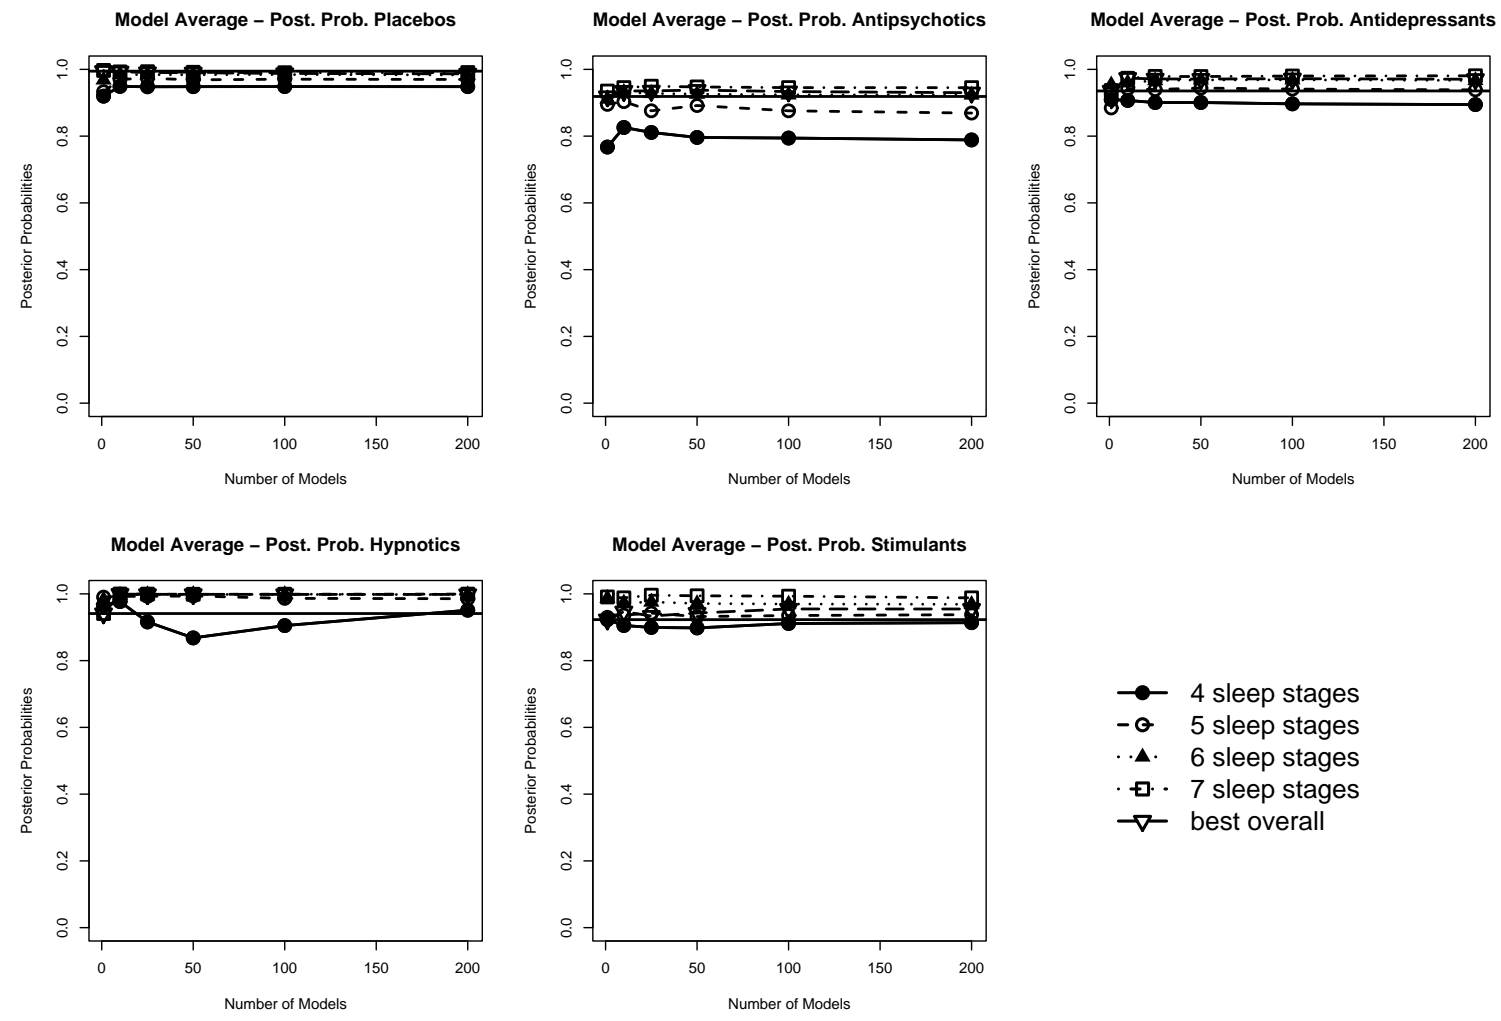 Model Average – Post. Prob. Placebos
Posterior Probabilities
0.0 0.2 0.4 0.6 0.8 1.0
0 50 100 150 200
Number of Models
Model Average – Post. Prob. Antipsychotics
Posterior Probabilities
0.0 0.2 0.4 0.6 0.8 1.0
0 50 100 150 200
Number of Models
Model Average – Post. Prob. Antidepressants
Posterior Probabilities
0.0 0.2 0.4 0.6 0.8 1.0
0 50 100 150 200
Number of Models
Model Average – Post. Prob. Hypnotics
Posterior Probabilities
0.0 0.2 0.4 0.6 0.8 1.0
0 50 100 150 200
Number of Models
Model Average – Post. Prob. Stimulants
Posterior Probabilities
0.0 0.2 0.4 0.6 0.8 1.0
0 50 100 150 200
Number of Models
4 sleep stages
5 sleep stages
6 sleep stages
7 sleep stages
best overall